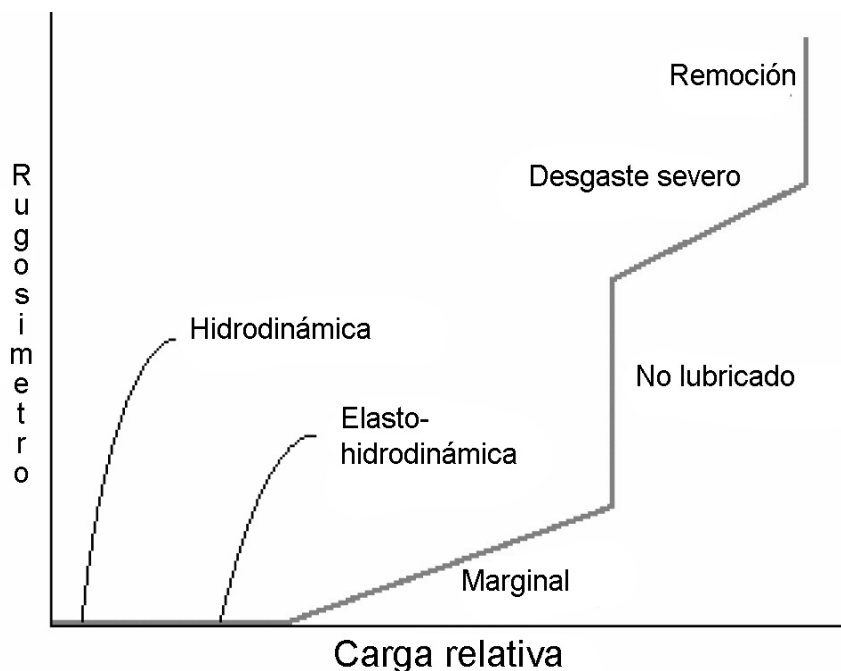 Remoción
Desgaste severo
Rugosimetro
Hidrodinámica
No lubricado
Elasto-
hidrodinámica
Marginal
Carga relativa